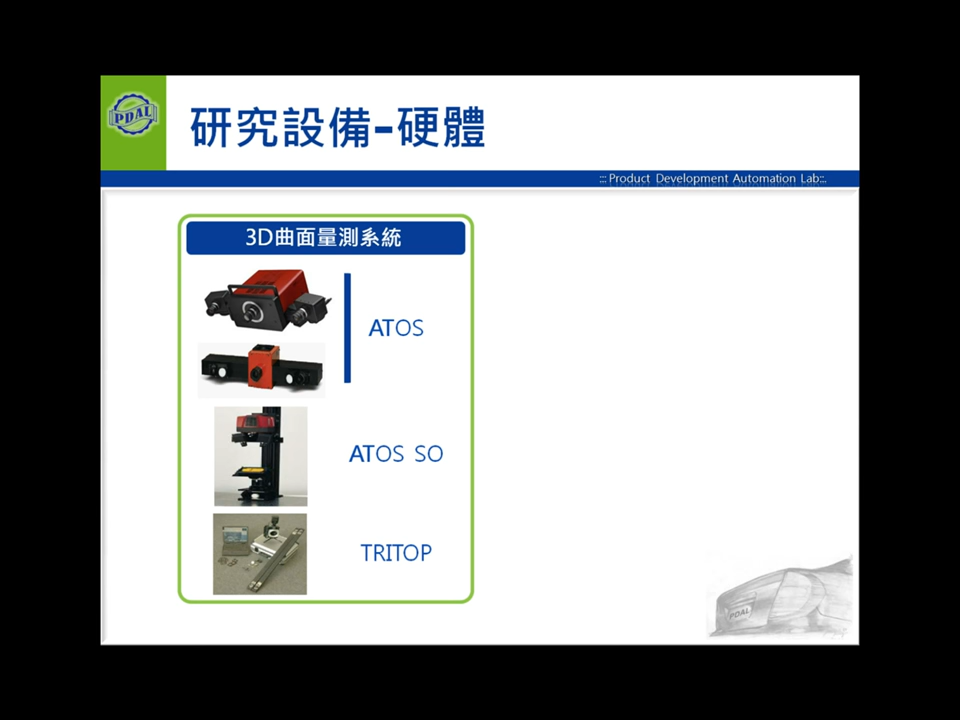 PDAL
研究設備-硬體
::: Product Development Automation Lab:::.
3D曲面量測系統
ATOS
ATOS SO
TRITOP
PDAL